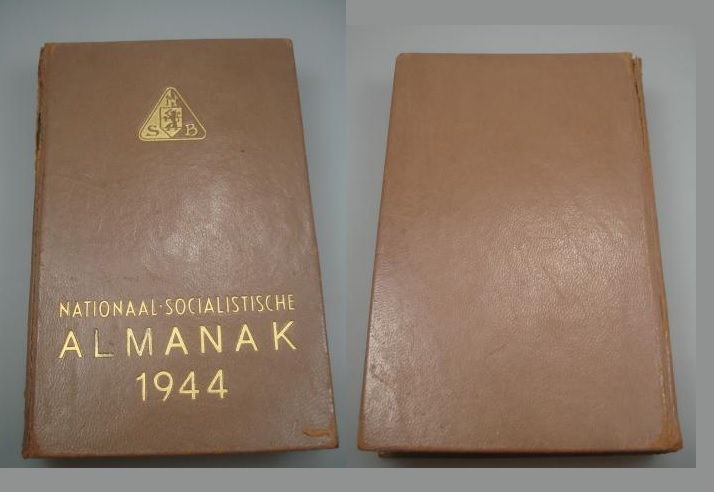 N
S B
NATIONAAL-SOCIALISTISCHE
ALMANAK
1944